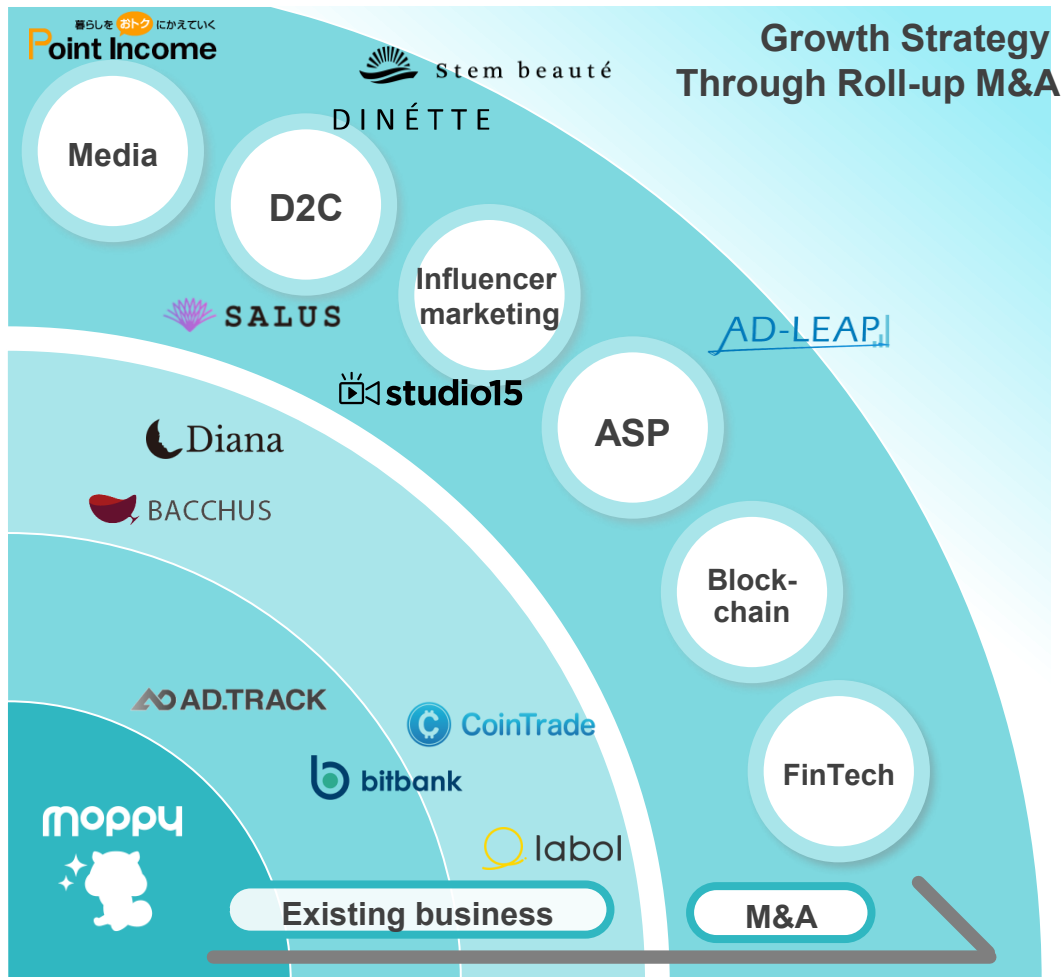 暮らしを おトク にかえていく
Point Income
Growth Strategy
Through Roll-up M&A
Stem beauté
DINÉTTE
Media
D2C
Influencer
marketing
SALUS
AD-LEAP
studio15
ASP
Diana
BACCHUS
Block-
chain
AD.TRACK
CoinTrade
bitbank
FinTech
moppy
labol
Existing business
M&A